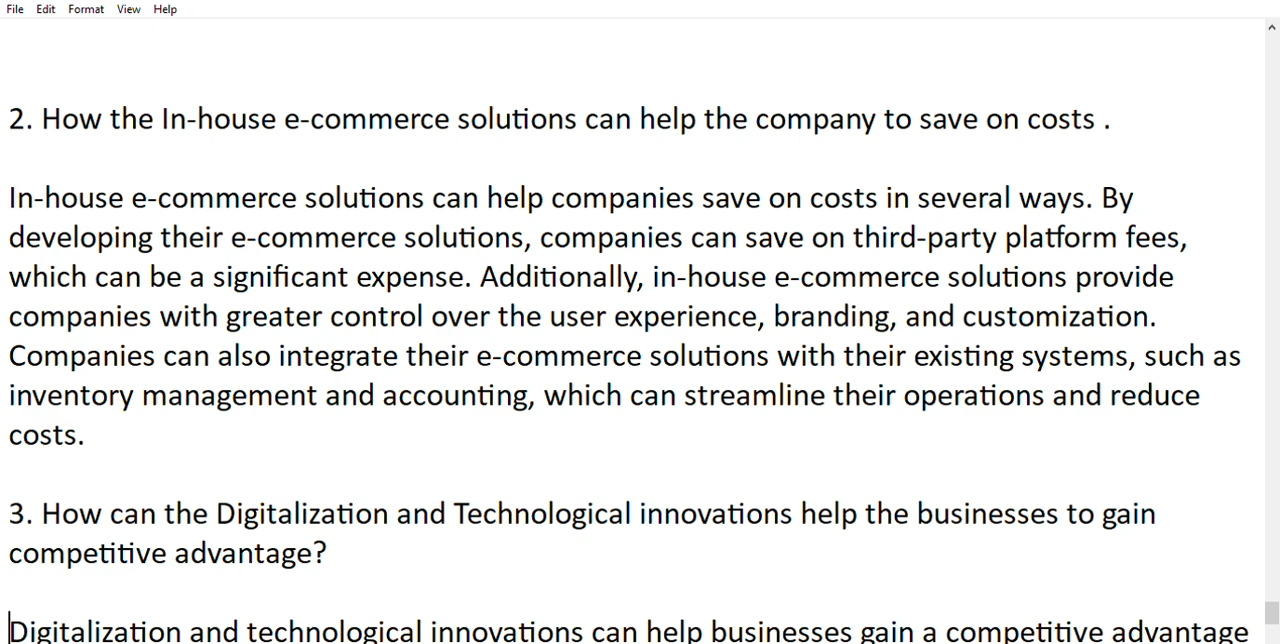 File Edit Format View Help
2. How the In-house e-commerce solutions can help the company to save on costs .
In-house e-commerce solutions can help companies save on costs in several ways. By
developing their e-commerce solutions, companies can save on third-party platform fees,
which can be a significant expense. Additionally, in-house e-commerce solutions provide
companies with greater control over the user experience, branding, and customization.
Companies can also integrate their e-commerce solutions with their existing systems, such as
inventory management and accounting, which can streamline their operations and reduce
costs.
3. How can the Digitalization and Technological innovations help the businesses to gain
competitive advantage?
Digitalization and technological innovations can help businesses gain a competitive advantage